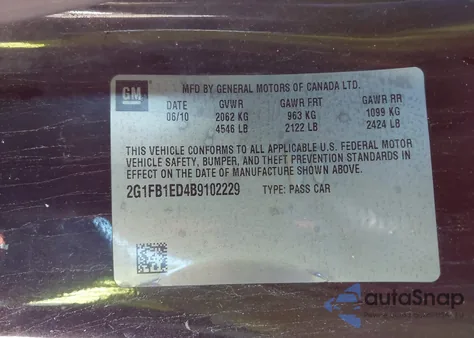 GM
MFD BY GENERAL MOTORS OF CANADA LTD.
DATE GVWR GAWR FRT GAWR RR
06/10 2062 KG 963 KG 1099 KG
4546 LB 2122 LB 2424 LB
THIS VEHICLE CONFORMS TO ALL APPLICABLE U.S. FEDERAL MOTOR
VEHICLE SAFETY, BUMPER, AND THEFT PREVENTION STANDARDS IN
EFFECT ON THE DATE OF MANUFACTURE SHOWN ABOVE.
2G1FB1ED4B9102229 TYPE: PASS CAR
autoSnap